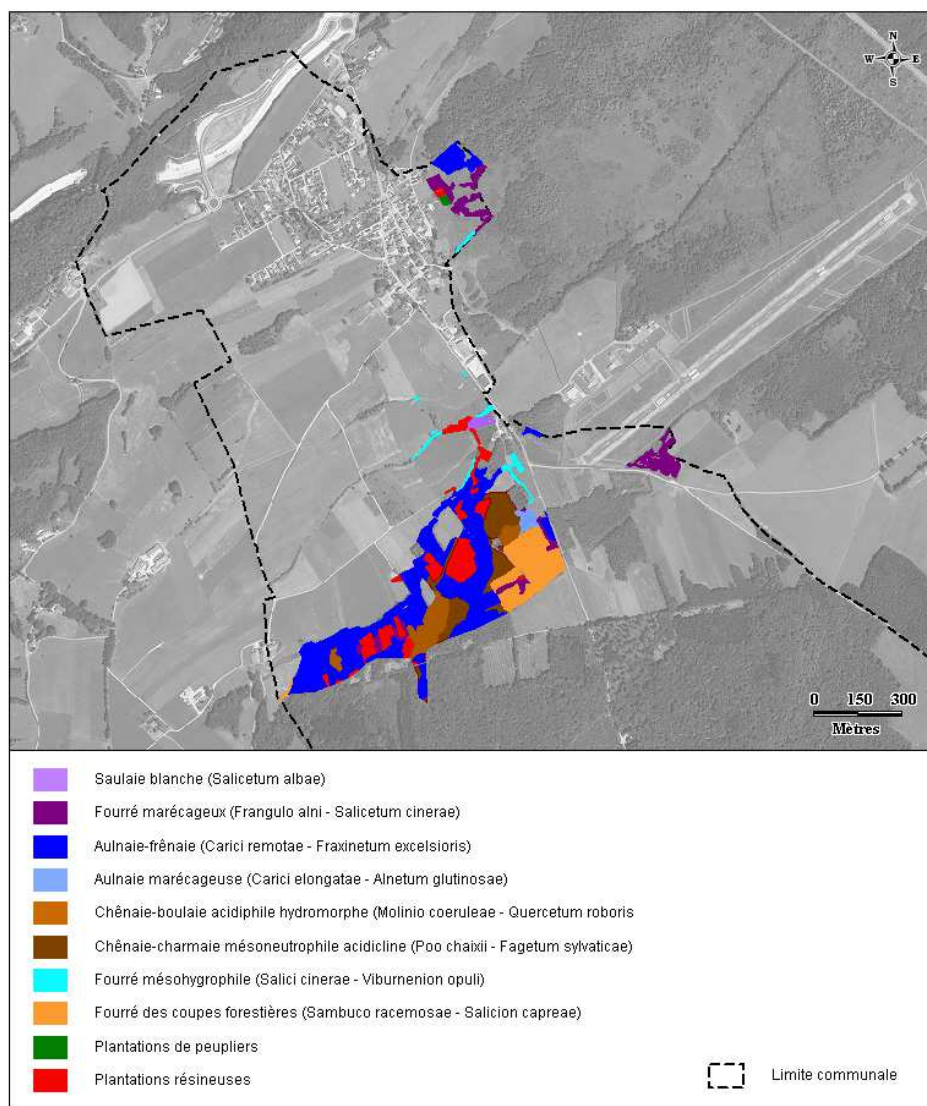 N
W E
S
0 150 300
Mètres
Saulaie blanche (Salicetum albae)
Fourré marécageux (Frangulo alni - Salicetum cinerae)
Aulnaie-frênaie (Carici remotae - Fraxinetum excelsioris)
Aulnaie marécageuse (Carici elongatae - Alnetum glutinosae)
Chênaie-boulaie acidiphile hydromorphe (Molinio coeruleae - Quercetum roboris
Chênaie-charmaie mésoneutrophile acidicline (Poo chaixii - Fagetum sylvaticae)
Fourré mésohygrophile (Salici cinerae - Viburnenion opuli)
Fourré des coupes forestières (Sambuco racemosae - Salicion capreae)
Plantations de peupliers
Plantations résineuses
Limite communale